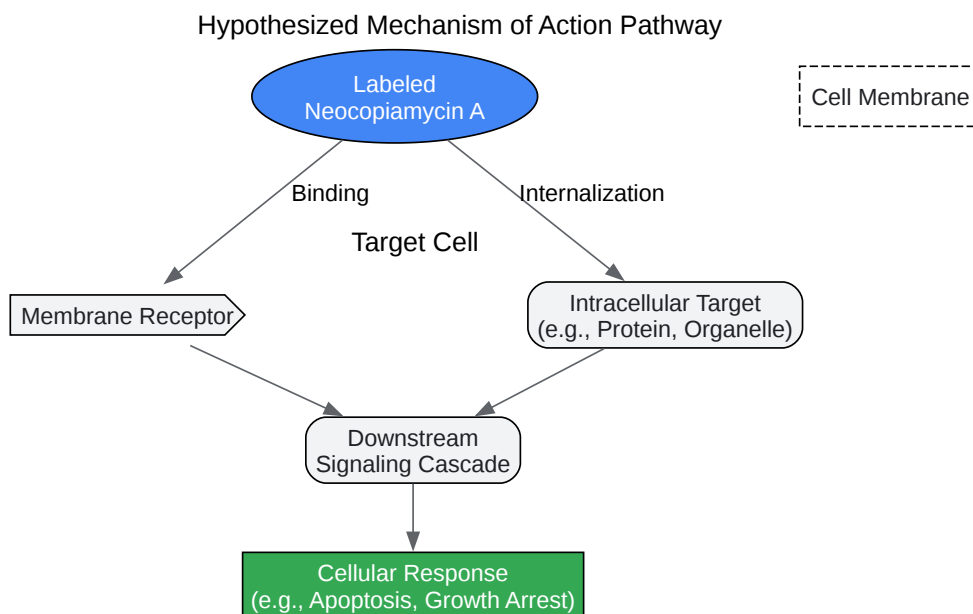 Hypothesized Mechanism of Action Pathway
Labeled
Neocopiamycin A
Cell Membrane
Binding
Internalization
Target Cell
Membrane Receptor
Intracellular Target
(e.g., Protein, Organelle)
Downstream
Signaling Cascade
Cellular Response
(e.g., Apoptosis, Growth Arrest)